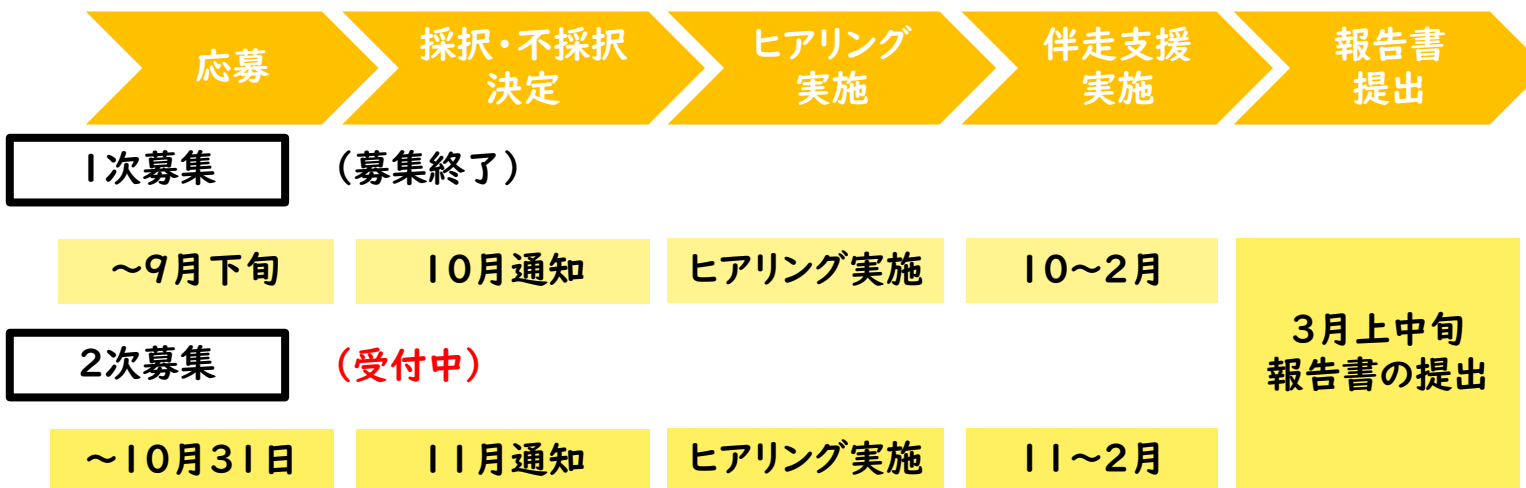 応募
採択・不採択
決定
ヒアリング
実施
伴走支援
実施
報告書
提出
1次募集
（募集終了）
～9月下旬
10月通知
ヒアリング実施
10～2月
2次募集
（受付中）
～10月31日
11月通知
ヒアリング実施
11～2月
3月上中旬
報告書の提出